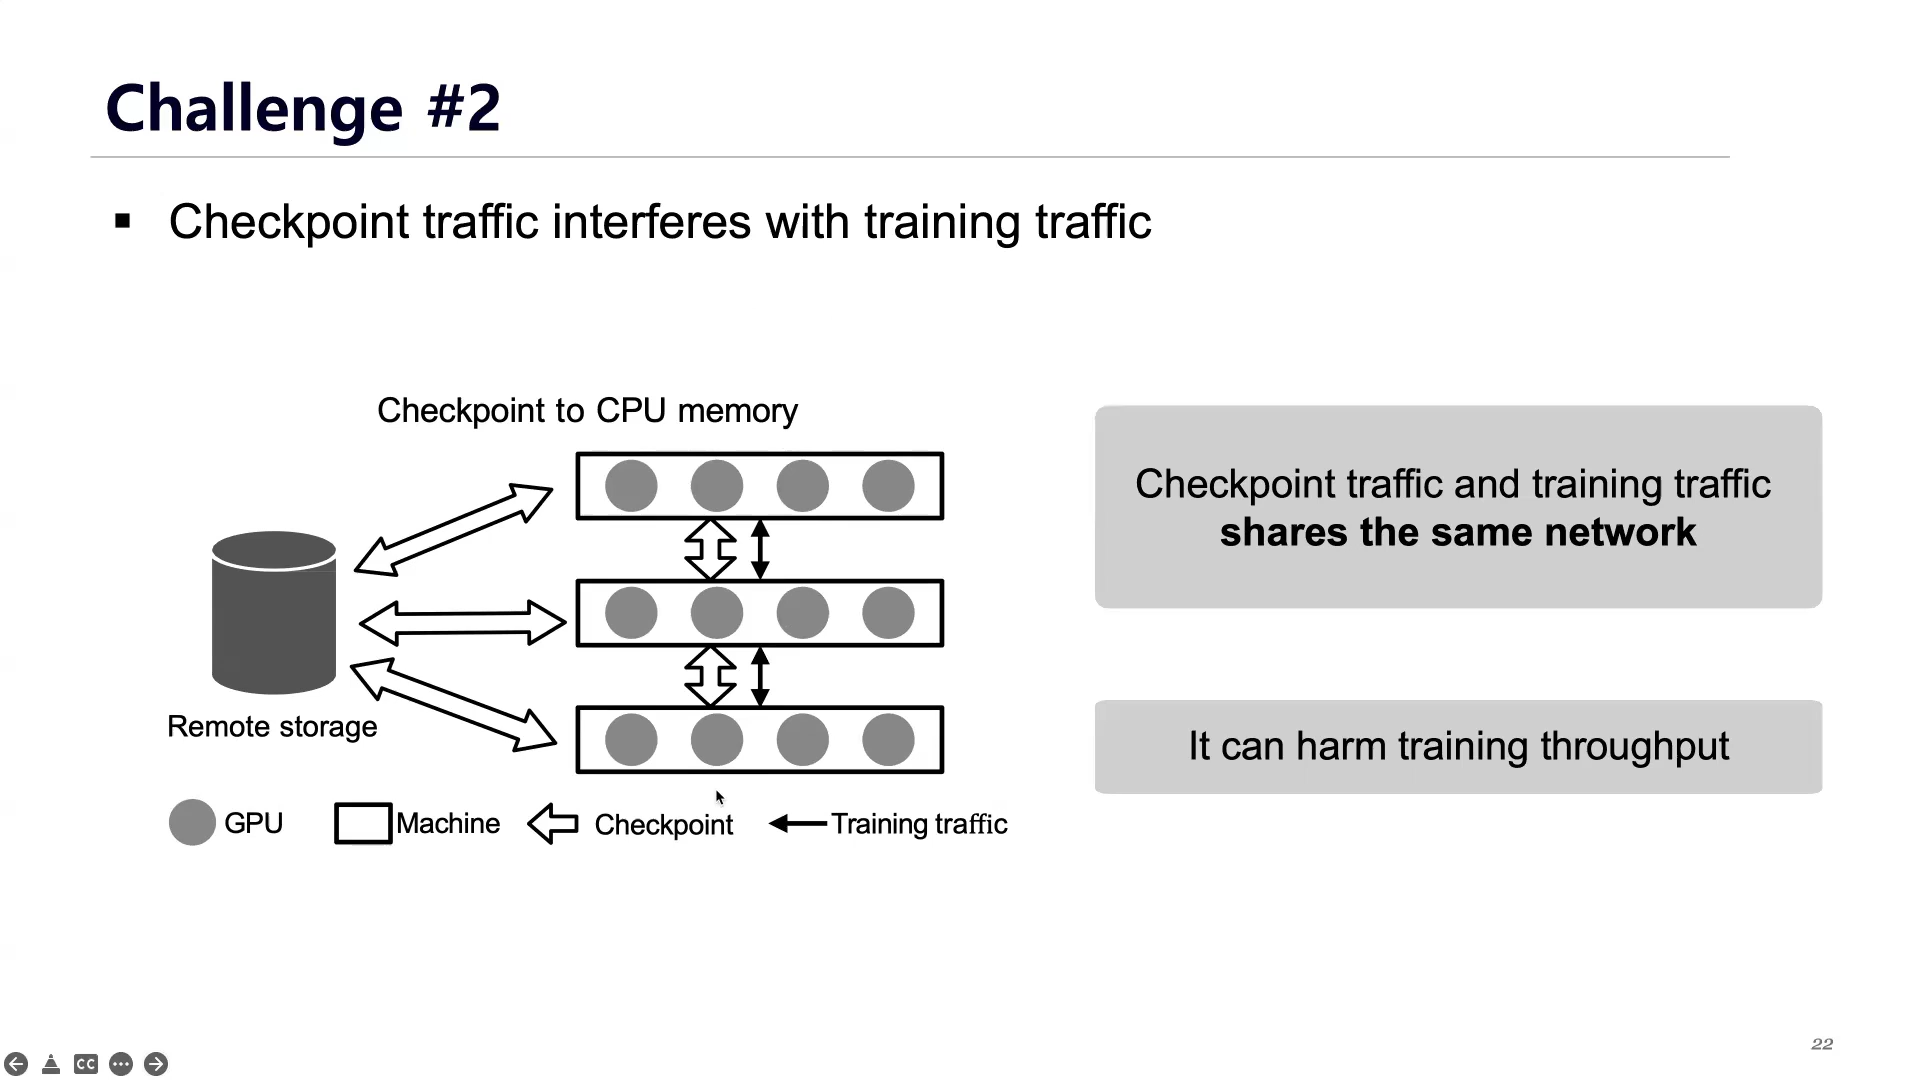 Challenge #2
▪ Checkpoint traffic interferes with training traffic
Checkpoint to CPU memory
Remote storage
GPU
Machine
Checkpoint
Training traffic
Checkpoint traffic and training traffic
shares the same network
It can harm training throughput
22
CC